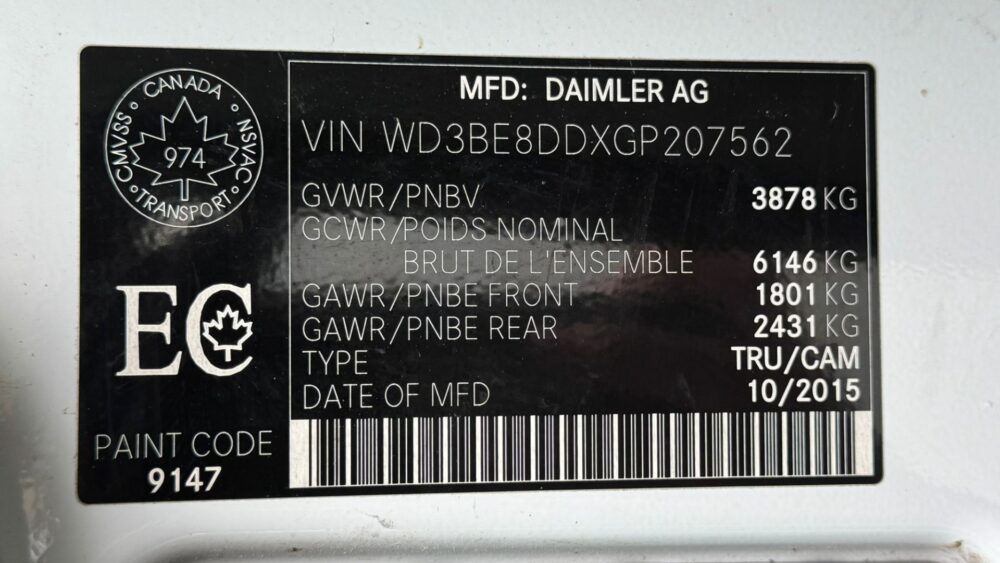 CANADA
CMVSS
NSVAC
974
TRANSPORT
EC
PAINT CODE
9147
MFD: DAIMLER AG
VIN WD3BE8DDXGP207562
GVWR/PNBV 3878 KG
GCWR/POIDS NOMINAL
BRUT DE L'ENSEMBLE 6146 KG
GAWR/PNBE FRONT 1801 KG
GAWR/PNBE REAR 2431 KG
TYPE TRU/CAM
DATE OF MFD 10/2015